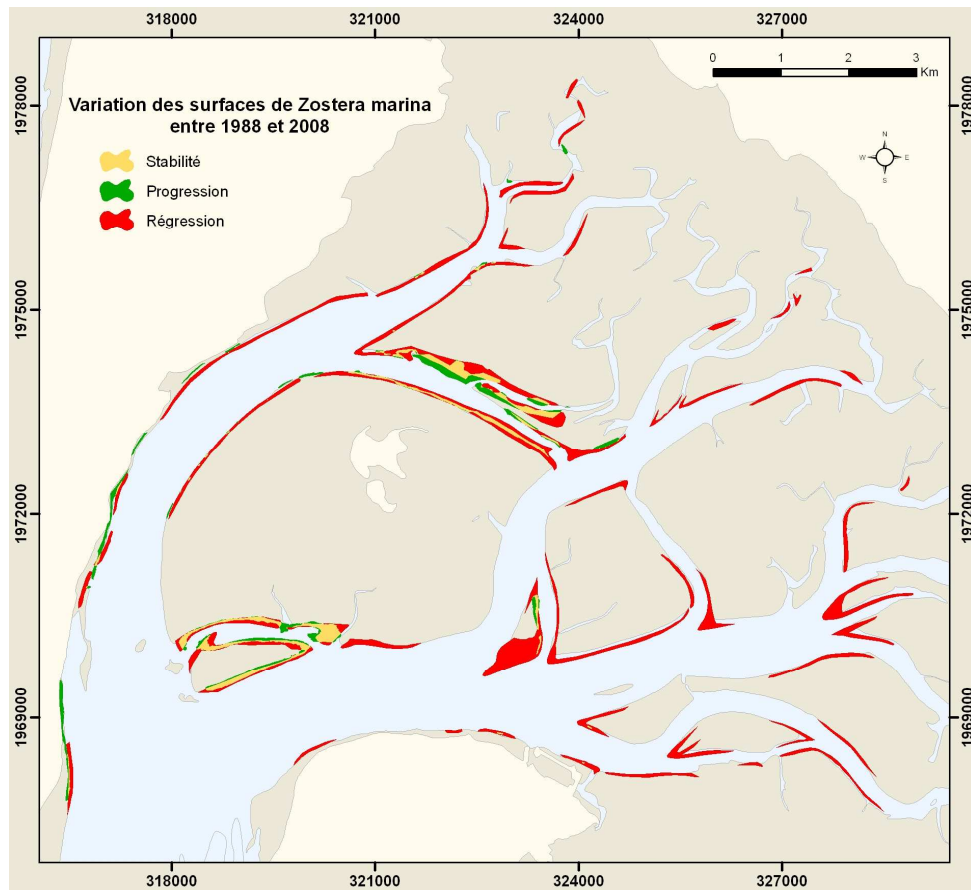 318000 321000 324000 327000
0 1 2 3
Km
1978000 1978000
Variation des surfaces de Zostera marina
entre 1988 et 2008
N
W E
S
Stabilité
Progression
Régression
1975000 1975000
1972000 1972000
1969000 1969000
318000 321000 324000 327000